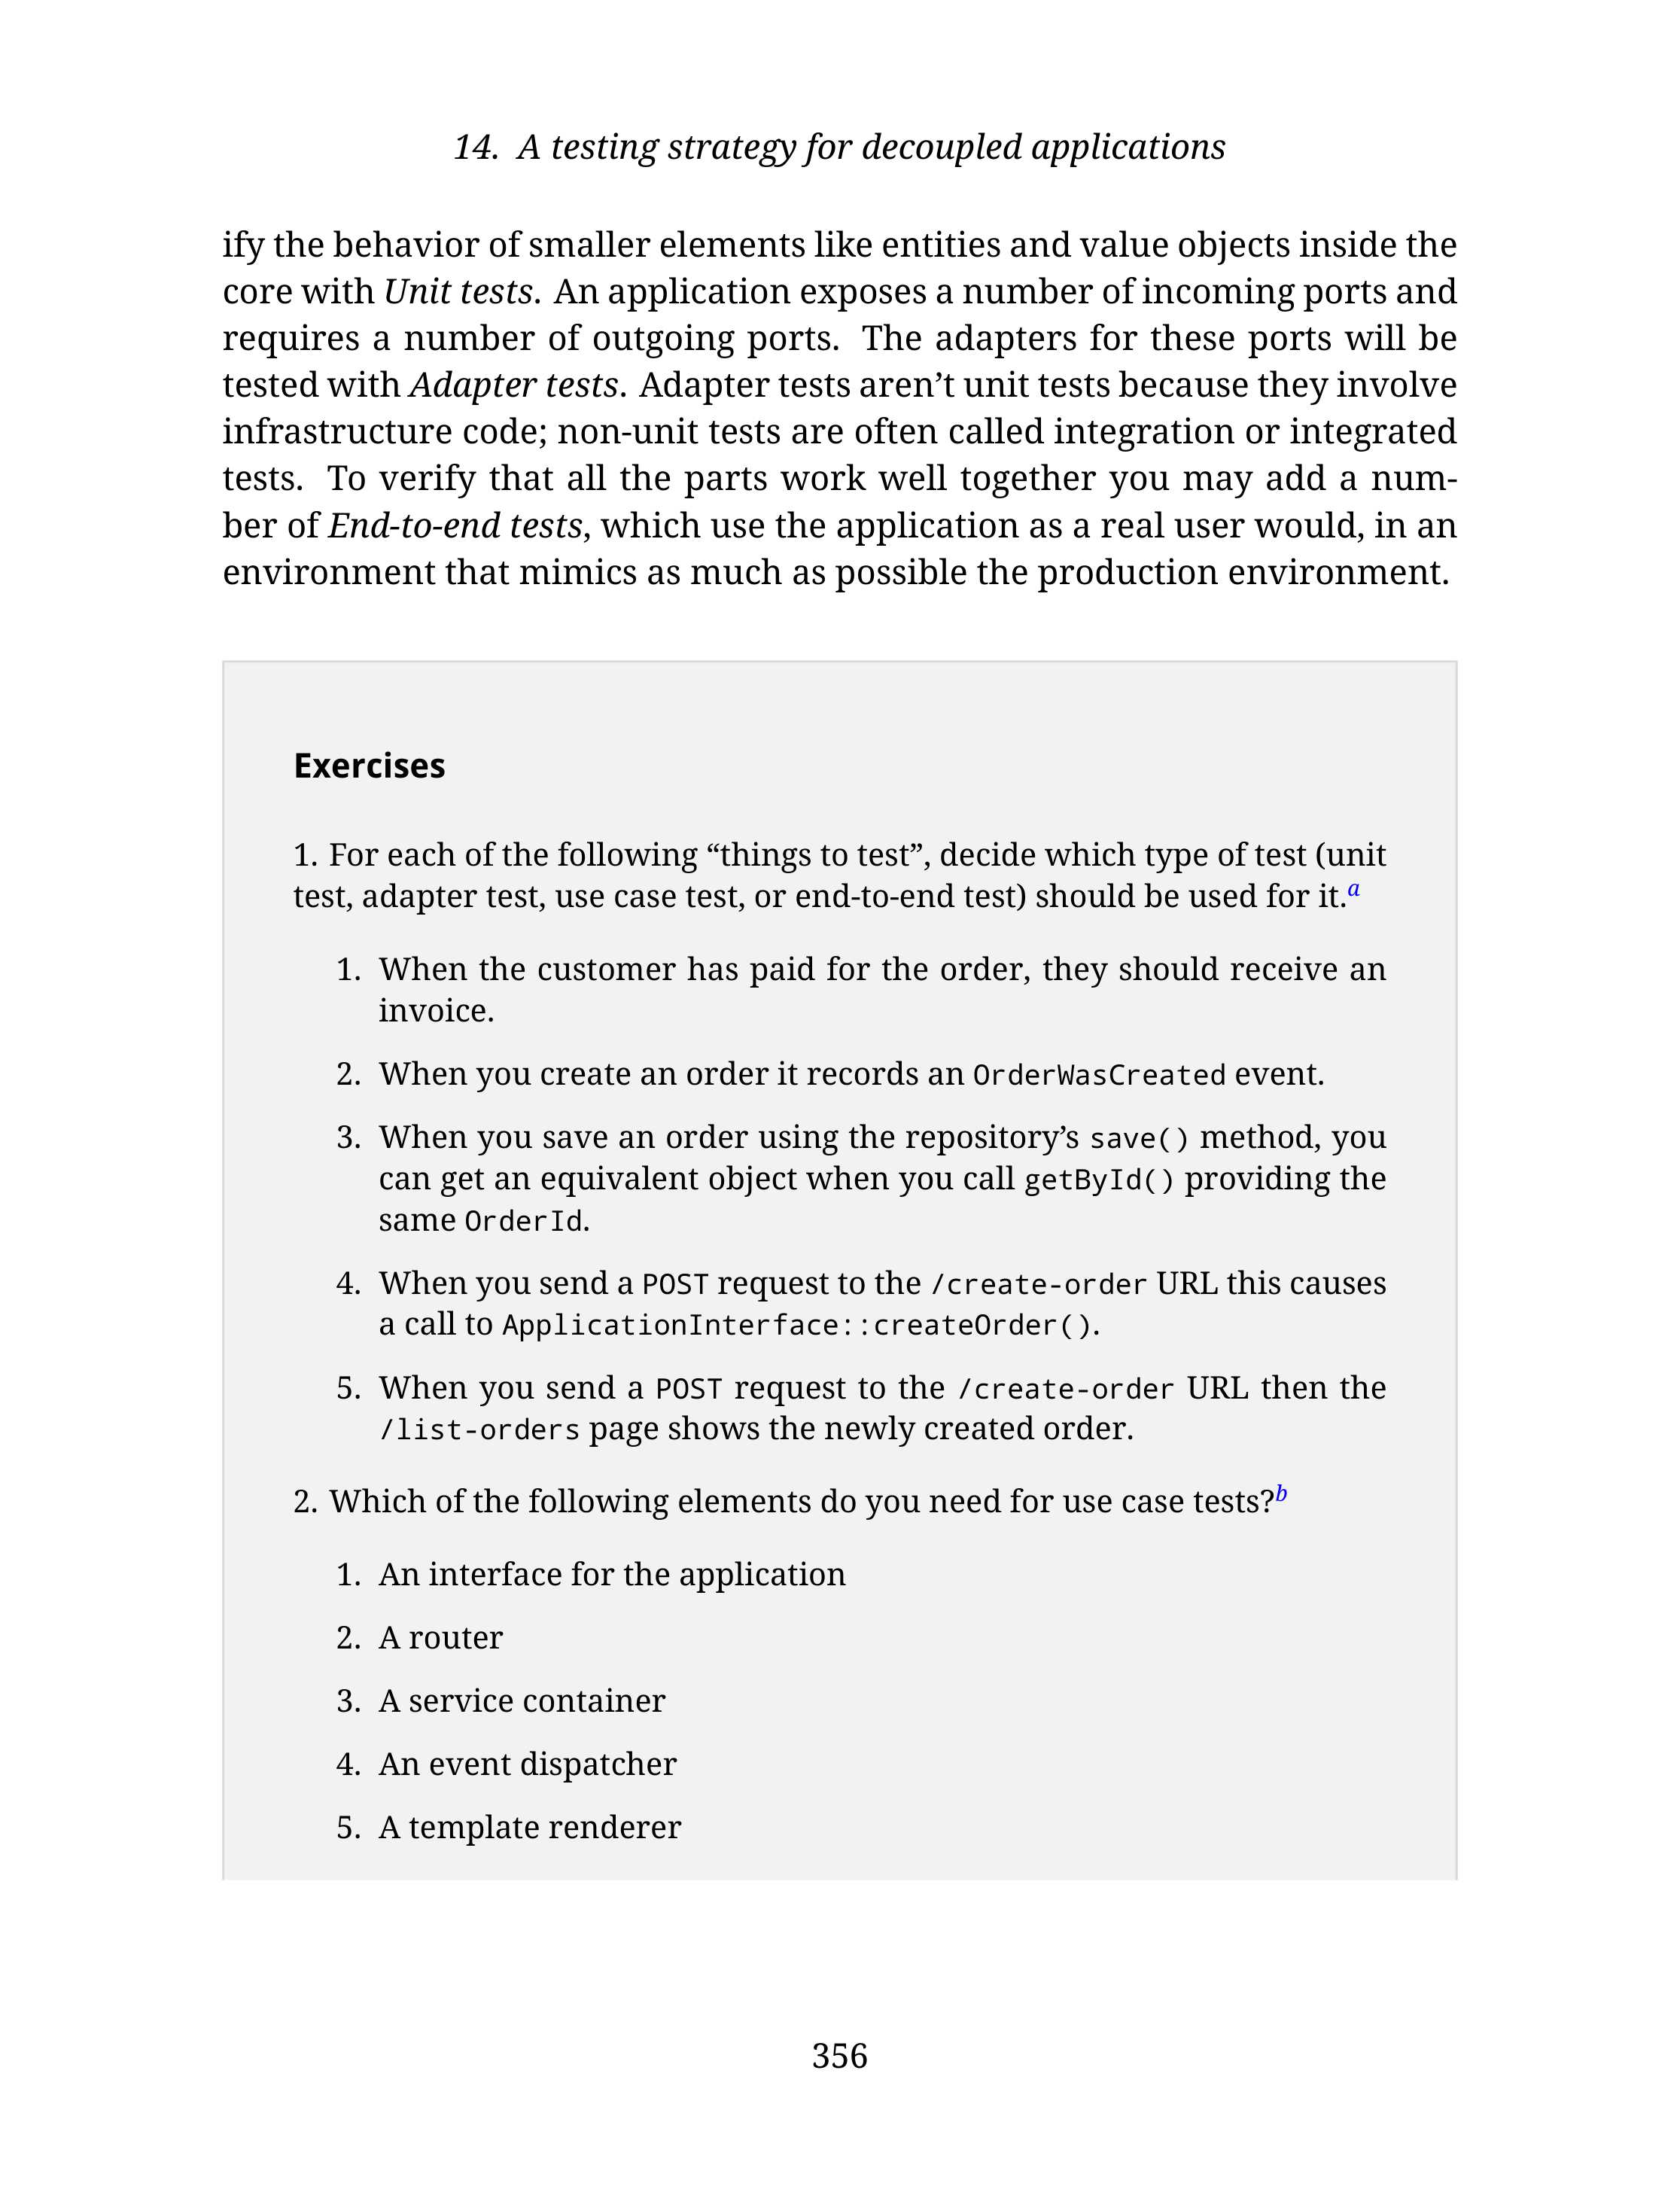 14. A testing strategy for decoupled applications
ify the behavior of smaller elements like entities and value objects inside the
core with Unit tests. An application exposes a number of incoming ports and
requires a number of outgoing ports. The adapters for these ports will be
tested with Adapter tests. Adapter tests aren’t unit tests because they involve
infrastructure code; non-unit tests are often called integration or integrated
tests. To verify that all the parts work well together you may add a num-
ber of End-to-end tests, which use the application as a real user would, in an
environment that mimics as much as possible the production environment.
Exercises
1. For each of the following “things to test”, decide which type of test (unit
test, adapter test, use case test, or end-to-end test) should be used for it.a
1. When the customer has paid for the order, they should receive an
invoice.
2. When you create an order it records an OrderWasCreated event.
3. When you save an order using the repository’s save() method, you
can get an equivalent object when you call getById() providing the
same OrderId.
4. When you send a POST request to the /create-order URL this causes
a call to ApplicationInterface::createOrder().
5. When you send a POST request to the /create-order URL then the
/list-orders page shows the newly created order.
2. Which of the following elements do you need for use case tests?b
1. An interface for the application
2. A router
3. A service container
4. An event dispatcher
5. A template renderer
356